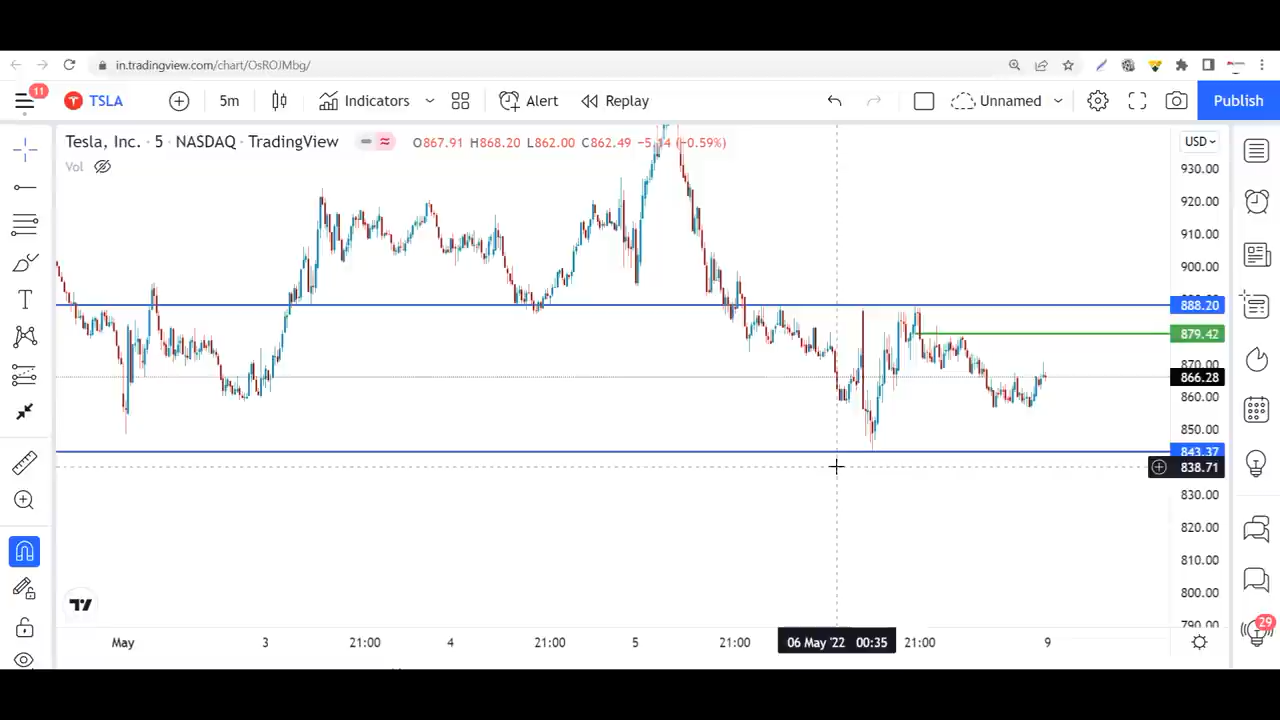 in.tradingview.com/chart/OsROJMbg/
11
TSLA
5m
Indicators
Alert
Replay
Unnamed
Publish
Tesla, Inc. · 5 · NASDAQ · TradingView
O867.91 H868.20 L862.00 C862.49 −5.14 (−0.59%)
USD
Vol
930.00
920.00
910.00
900.00
888.20
879.42
870.00
866.28
860.00
850.00
843.37
838.71
830.00
820.00
810.00
800.00
790.00
T
29
May
3
21:00
4
21:00
5
21:00
06 May '22 00:35
21:00
9